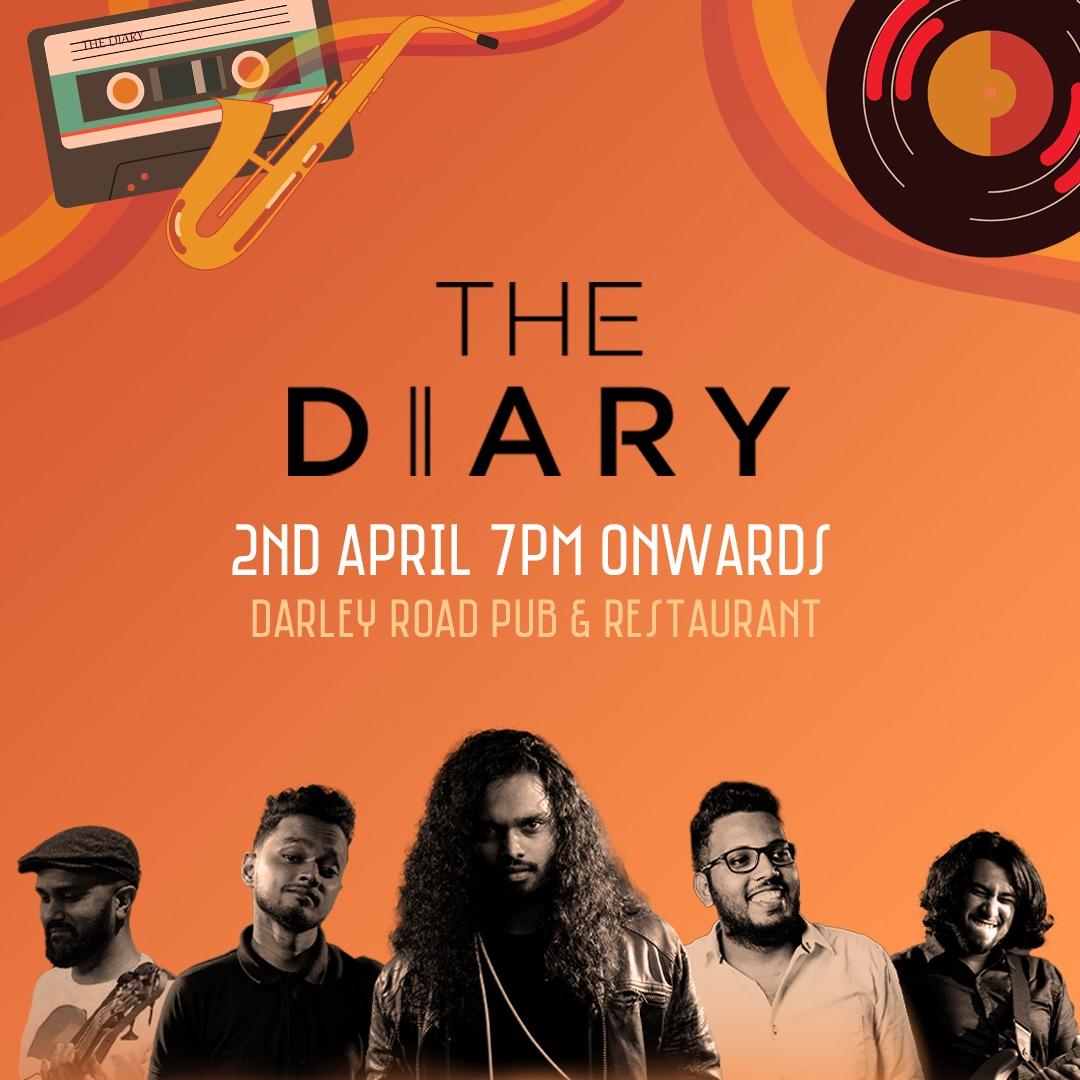 THE DIARY
THE
DIARY
2ND APRIL 7PM ONWARDS
DARLEY ROAD PUB & RESTAURANT